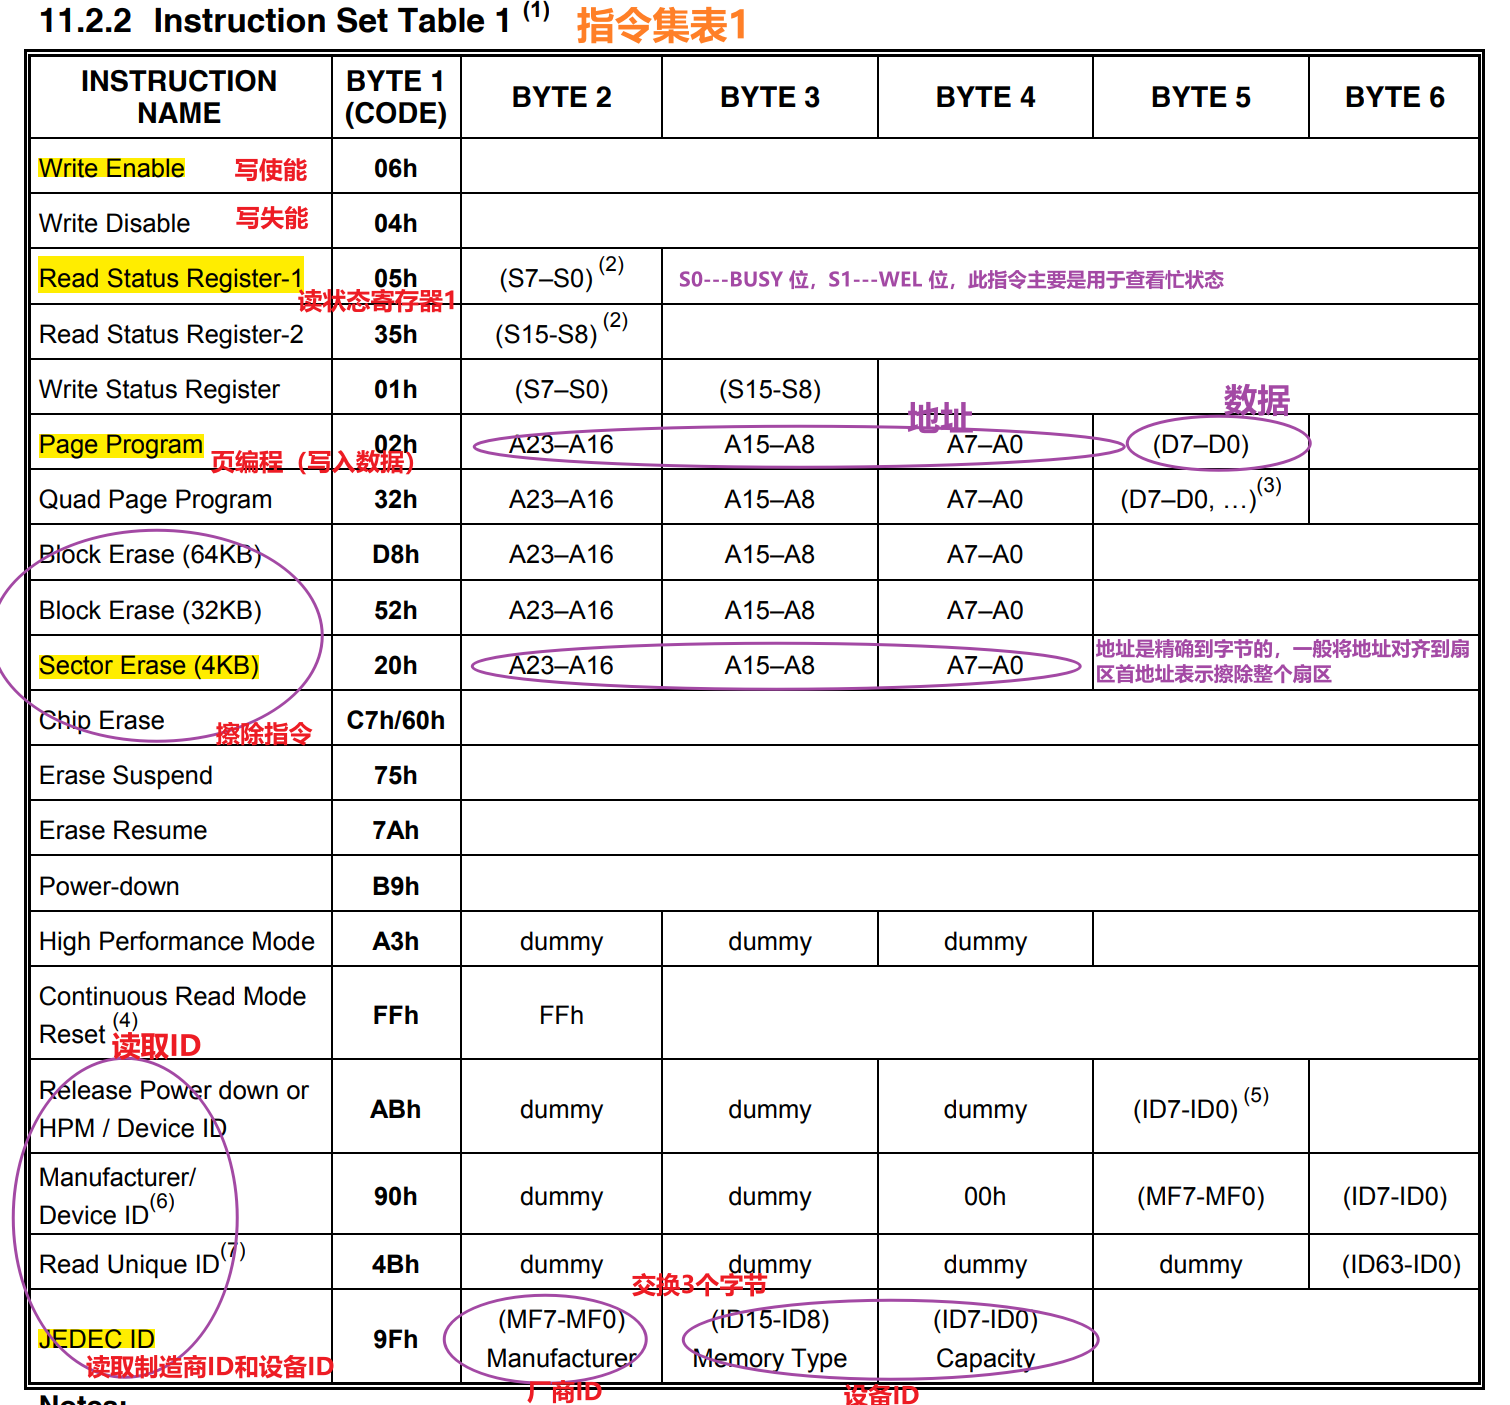 11.2.2 Instruction Set Table 1 (1) 指令集表1
INSTRUCTION NAME BYTE 1 (CODE) BYTE 2 BYTE 3 BYTE 4 BYTE 5 BYTE 6
Write Enable 写使能 06h
Write Disable 写失能 04h
Read Status Register-1 05h (S7–S0) (2) S0---BUSY 位，S1---WEL 位，此指令主要是用于查看忙状态
读状态寄存器1
Read Status Register-2 35h (S15-S8) (2)
Write Status Register 01h (S7–S0) (S15-S8)
地址 数据
Page Program 02h A23–A16 A15–A8 A7–A0 (D7–D0)
页编程（写入数据）
Quad Page Program 32h A23–A16 A15–A8 A7–A0 (D7–D0, …)(3)
Block Erase (64KB) D8h A23–A16 A15–A8 A7–A0
Block Erase (32KB) 52h A23–A16 A15–A8 A7–A0
Sector Erase (4KB) 20h A23–A16 A15–A8 A7–A0 地址是精确到字节的，一般将地址对齐到扇
区首地址表示擦除整个扇区
Chip Erase C7h/60h
擦除指令
Erase Suspend 75h
Erase Resume 7Ah
Power-down B9h
High Performance Mode A3h dummy dummy dummy
Continuous Read Mode
Reset (4) FFh FFh
读取ID
Release Power down or
HPM / Device ID ABh dummy dummy dummy (ID7-ID0) (5)
Manufacturer/
Device ID(6) 90h dummy dummy 00h (MF7-MF0) (ID7-ID0)
Read Unique ID(7) 4Bh dummy dummy dummy dummy (ID63-ID0)
交换3个字节
JEDEC ID 9Fh (MF7-MF0) (ID15-ID8) (ID7-ID0)
Manufacturer Memory Type Capacity
读取制造商ID和设备ID
厂商ID 设备ID
Notes: